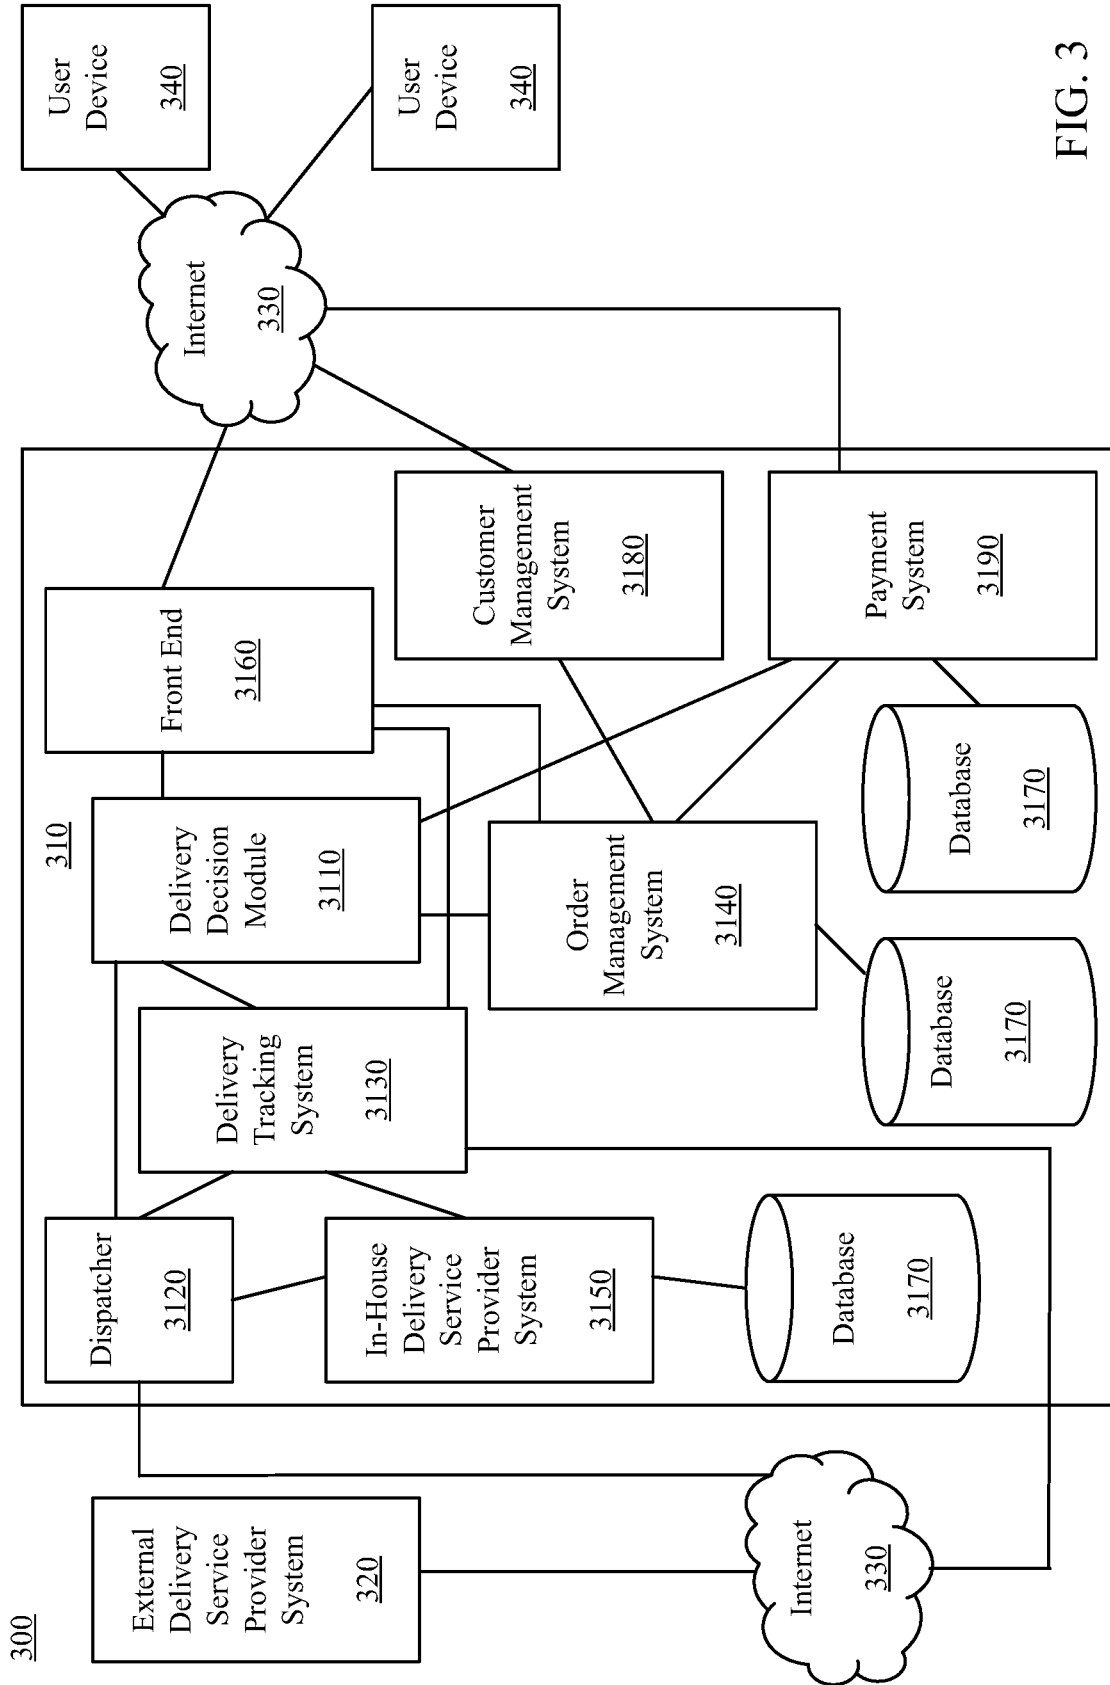 300
External
Delivery
Service
Provider
System
320
Internet
330
310
Dispatcher
3120
In-House
Delivery
Service
Provider
System
3150
Database
3170
Delivery
Tracking
System
3130
Delivery
Decision
Module
3110
Order
Management
System
3140
Database
3170
Front End
3160
Customer
Management
System
3180
Payment
System
3190
Database
3170
Internet
330
User
Device
340
User
Device
340
FIG. 3